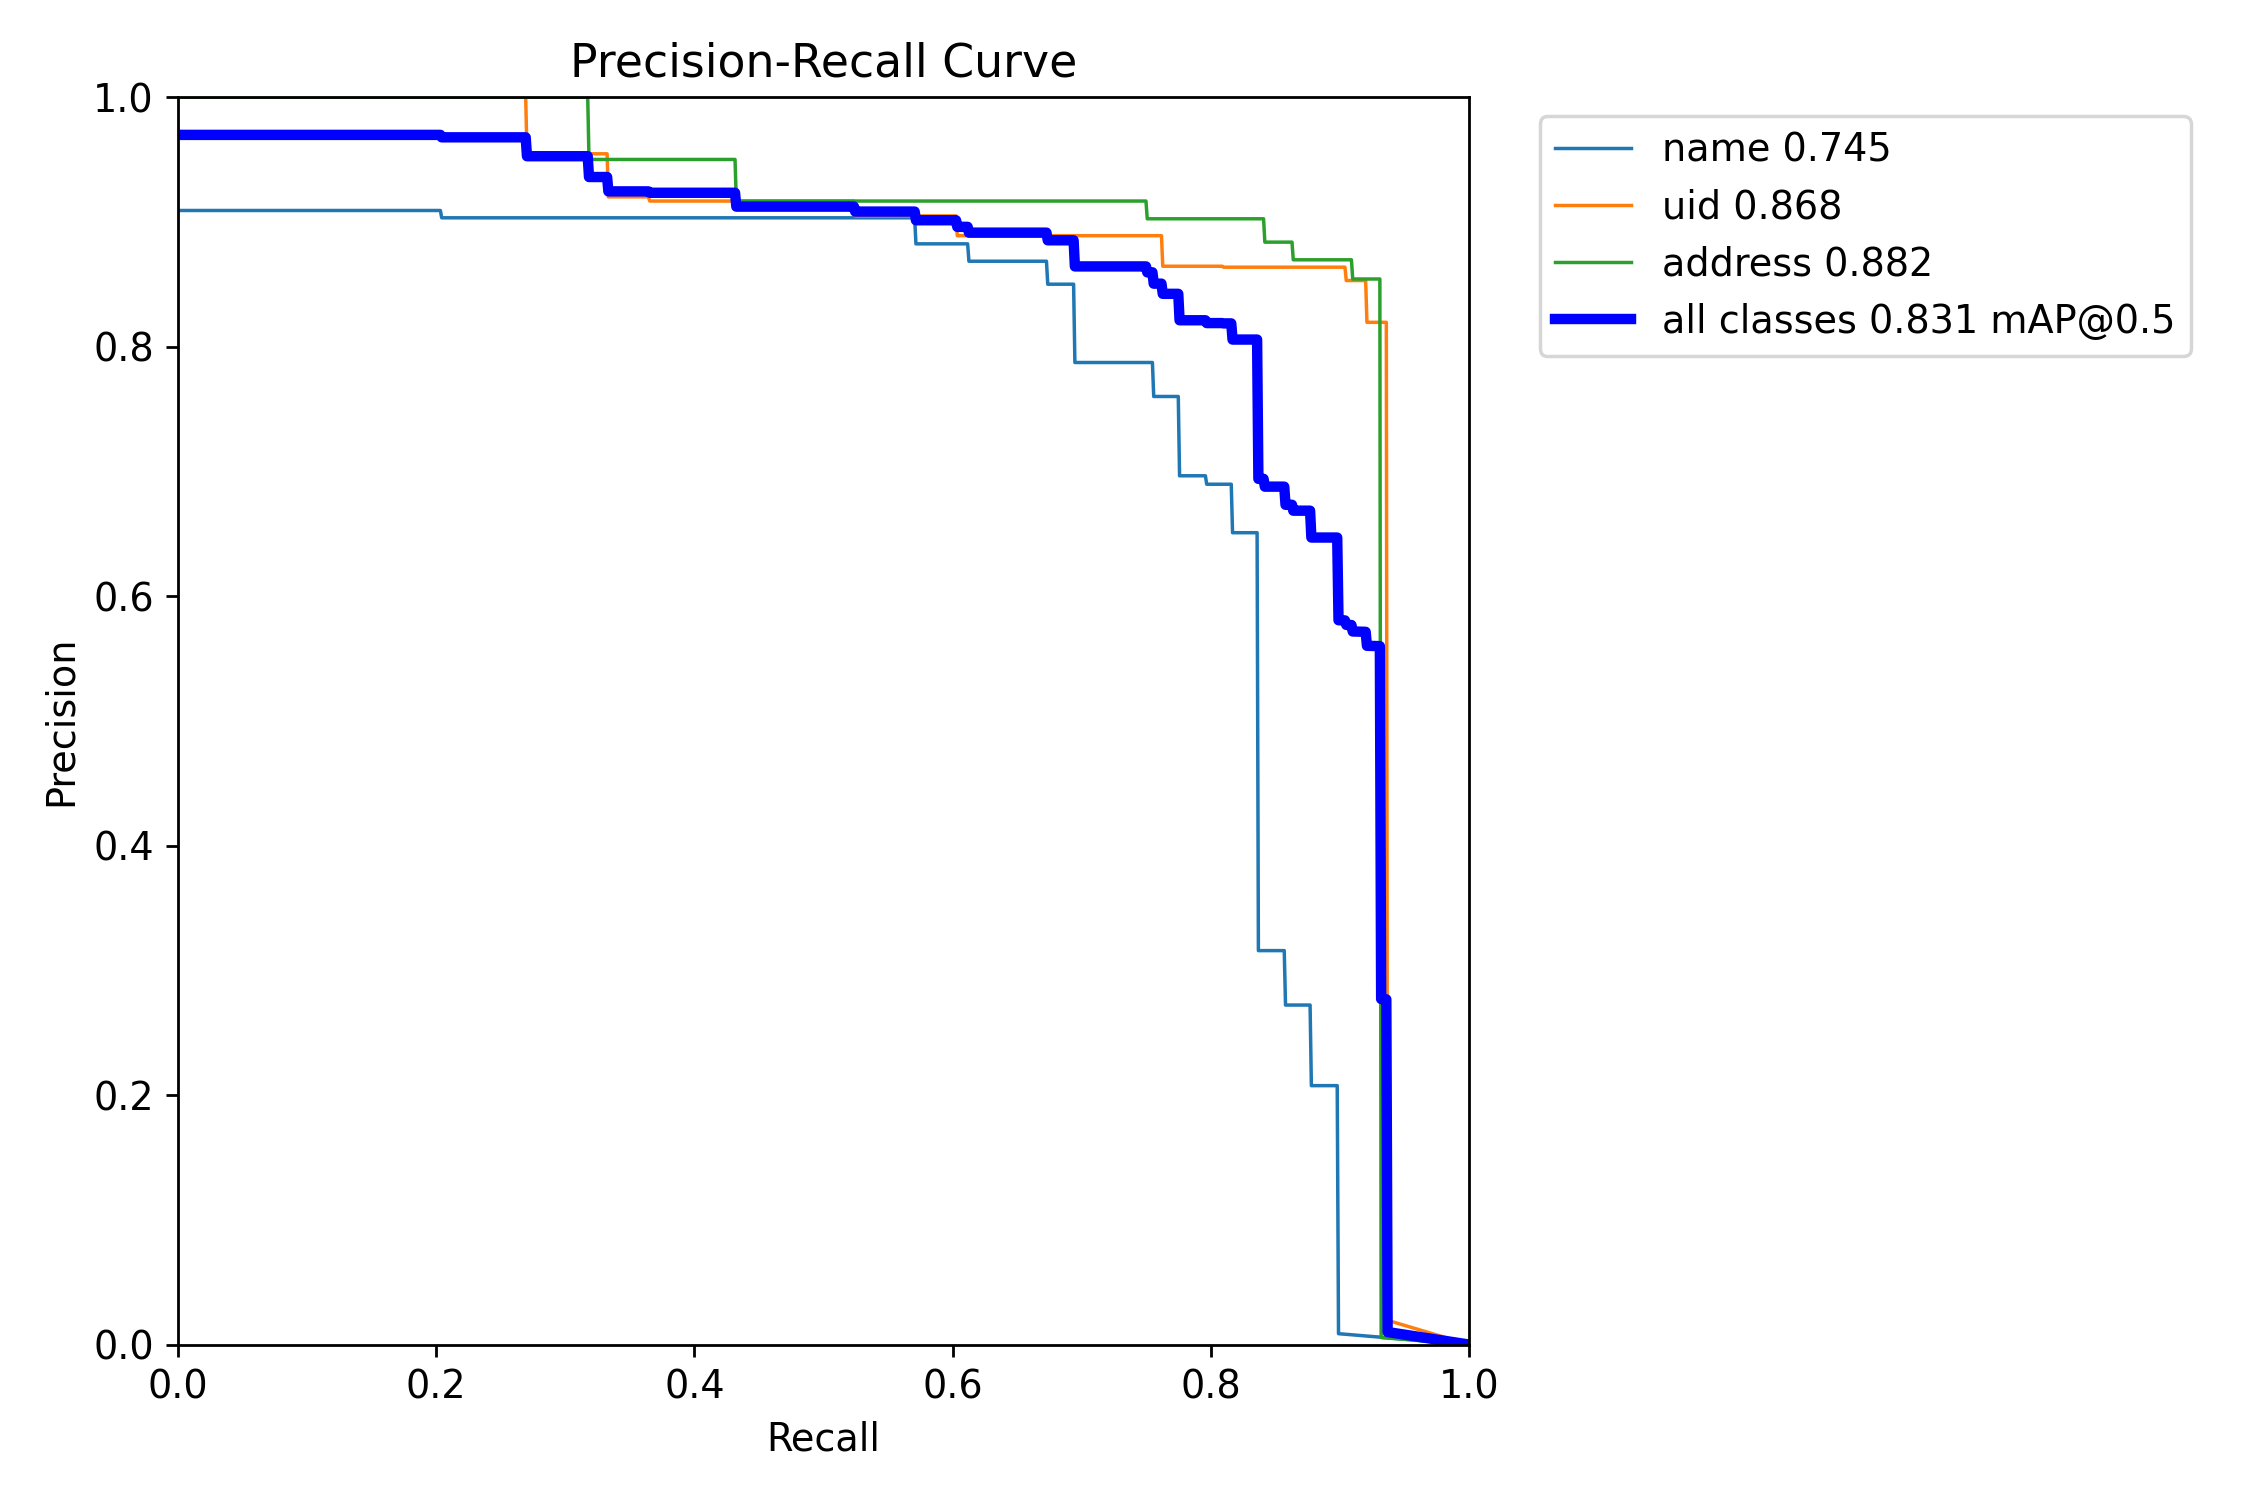 Precision-Recall Curve
1.0
0.8
0.6
0.4
0.2
0.0
Precision
0.0 0.2 0.4 0.6 0.8 1.0
Recall
name 0.745
uid 0.868
address 0.882
all classes 0.831 mAP@0.5